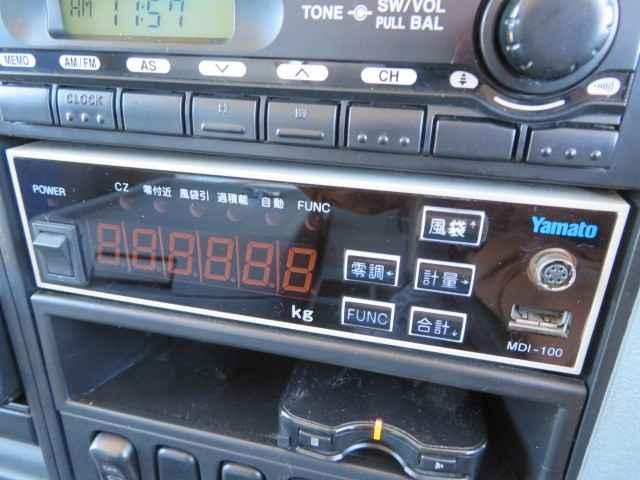 AM 11:57
TONE SW/VOL
PULL BAL
MEMO AM/FM AS CH
CLOCK
POWER CZ 零付近 風袋引 過積載 自動 FUNC
風袋 Yamato
零調 計量
kg FUNC 合計
MDI-100